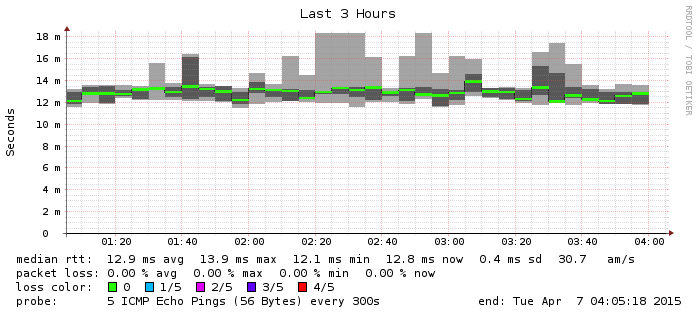 Last 3 Hours
RRDTOOL / TOBI OETIKER
Seconds
18 m
16 m
14 m
12 m
10 m
8 m
6 m
4 m
2 m
0
01:20 01:40 02:00 02:20 02:40 03:00 03:20 03:40 04:00
median rtt: 12.9 ms avg 13.9 ms max 12.1 ms min 12.8 ms now 0.4 ms sd 30.7 am/s
packet loss: 0.00 % avg 0.00 % max 0.00 % min 0.00 % now
loss color: 0 1/5 2/5 3/5 4/5
probe: 5 ICMP Echo Pings (56 Bytes) every 300s end: Tue Apr 7 04:05:18 2015